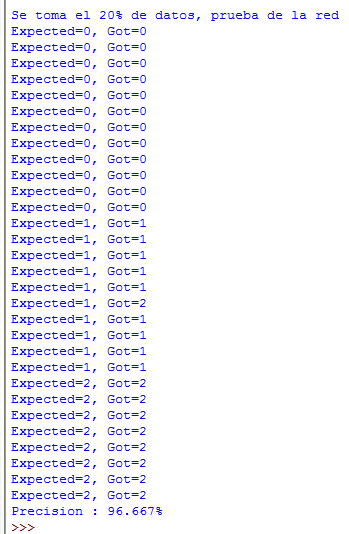 Se toma el 20% de datos, prueba de la red
Expected=0, Got=0
Expected=0, Got=0
Expected=0, Got=0
Expected=0, Got=0
Expected=0, Got=0
Expected=0, Got=0
Expected=0, Got=0
Expected=0, Got=0
Expected=0, Got=0
Expected=0, Got=0
Expected=0, Got=0
Expected=0, Got=0
Expected=1, Got=1
Expected=1, Got=1
Expected=1, Got=1
Expected=1, Got=1
Expected=1, Got=1
Expected=1, Got=2
Expected=1, Got=1
Expected=1, Got=1
Expected=1, Got=1
Expected=1, Got=1
Expected=2, Got=2
Expected=2, Got=2
Expected=2, Got=2
Expected=2, Got=2
Expected=2, Got=2
Expected=2, Got=2
Expected=2, Got=2
Expected=2, Got=2
Precision : 96.667%
>>>